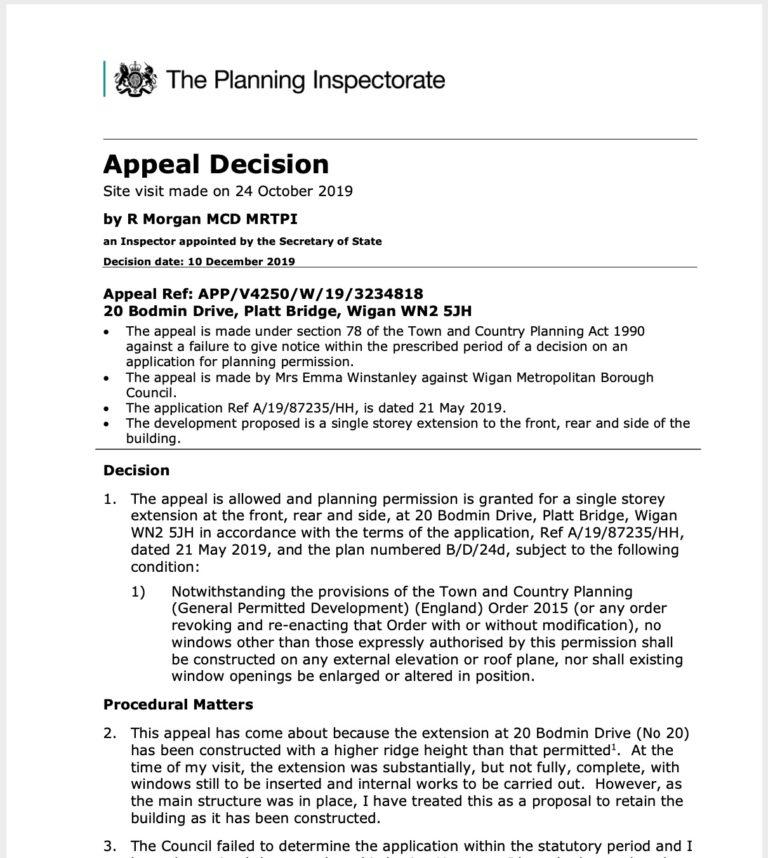 The Planning Inspectorate
Appeal Decision
Site visit made on 24 October 2019
by R Morgan MCD MRTPI
an Inspector appointed by the Secretary of State
Decision date: 10 December 2019
Appeal Ref: APP/V4250/W/19/3234818
20 Bodmin Drive, Platt Bridge, Wigan WN2 5JH
• The appeal is made under section 78 of the Town and Country Planning Act 1990
against a failure to give notice within the prescribed period of a decision on an
application for planning permission.
• The appeal is made by Mrs Emma Winstanley against Wigan Metropolitan Borough
Council.
• The application Ref A/19/87235/HH, is dated 21 May 2019.
• The development proposed is a single storey extension to the front, rear and side of the
building.
Decision
1. The appeal is allowed and planning permission is granted for a single storey
extension at the front, rear and side, at 20 Bodmin Drive, Platt Bridge, Wigan
WN2 5JH in accordance with the terms of the application, Ref A/19/87235/HH,
dated 21 May 2019, and the plan numbered B/D/24d, subject to the following
condition:
1) Notwithstanding the provisions of the Town and Country Planning
(General Permitted Development) (England) Order 2015 (or any order
revoking and re-enacting that Order with or without modification), no
windows other than those expressly authorised by this permission shall
be constructed on any external elevation or roof plane, nor shall existing
window openings be enlarged or altered in position.
Procedural Matters
2. This appeal has come about because the extension at 20 Bodmin Drive (No 20)
has been constructed with a higher ridge height than that permitted¹. At the
time of my visit, the extension was substantially, but not fully, complete, with
windows still to be inserted and internal works to be carried out. However, as
the main structure was in place, I have treated this as a proposal to retain the
building as it has been constructed.
3. The Council failed to determine the application within the statutory period and I